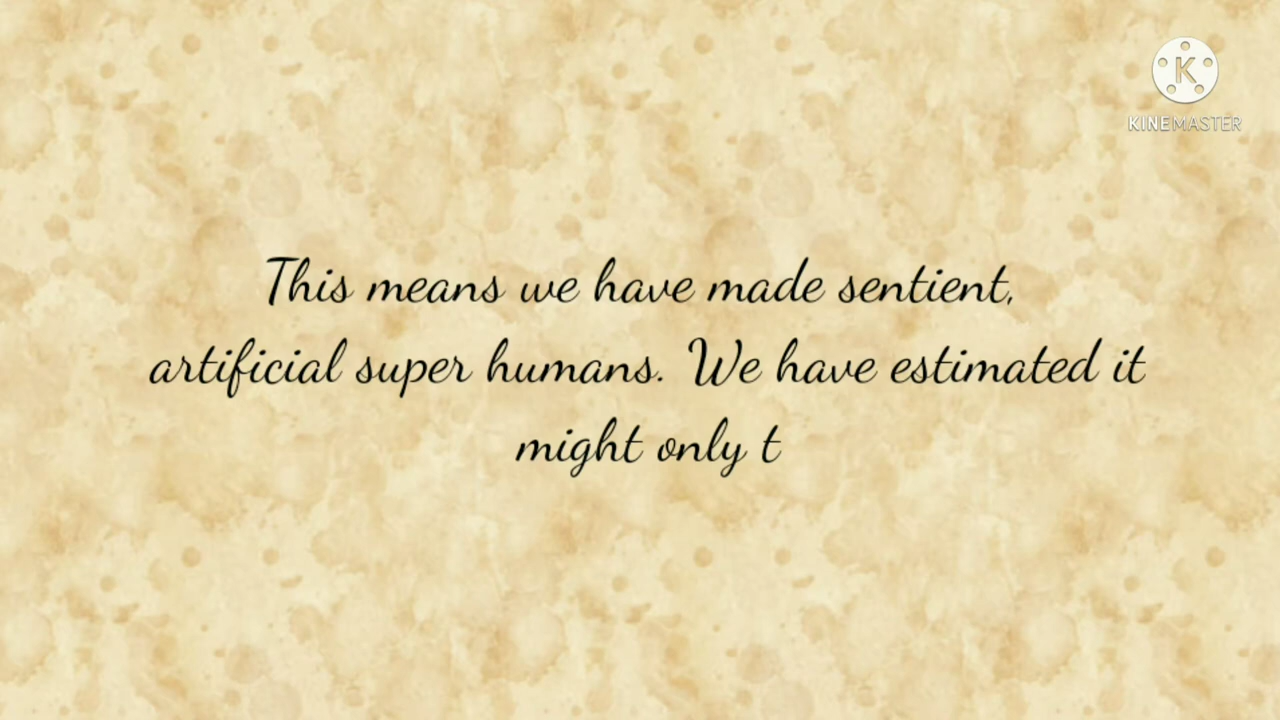 K
KINEMASTER
This means we have made sentient,
artificial super humans. We have estimated it
might only t